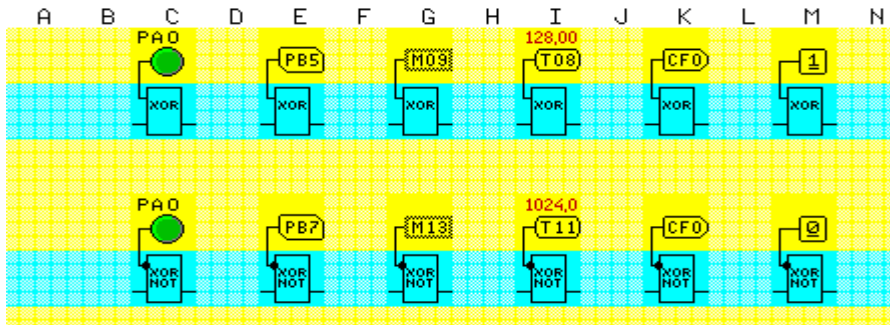 A B C D E F G H I J K L M N
PA0 128,00
PB5 M09 T08 CF0 1
XOR XOR XOR XOR XOR XOR
PA0 1024,0
PB7 M13 T11 CF0 0
XOR NOT XOR NOT XOR NOT XOR NOT XOR NOT XOR NOT